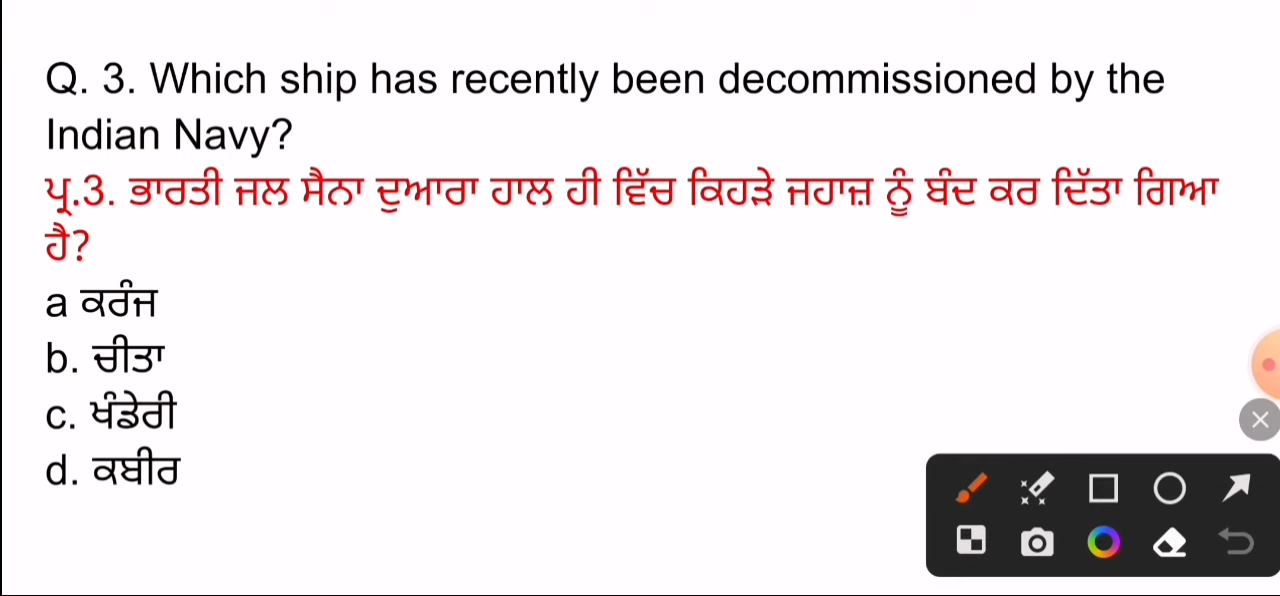 Q. 3. Which ship has recently been decommissioned by the
Indian Navy?
ਪ੍ਰ.3. ਭਾਰਤੀ ਜਲ ਸੈਨਾ ਦੁਆਰਾ ਹਾਲ ਹੀ ਵਿੱਚ ਕਿਹੜੇ ਜਹਾਜ਼ ਨੂੰ ਬੰਦ ਕਰ ਦਿੱਤਾ ਗਿਆ
ਹੈ?
a ਕਰੰਜ
b. ਚੀਤਾ
c. ਖੰਡੇਰੀ
d. ਕਬੀਰ